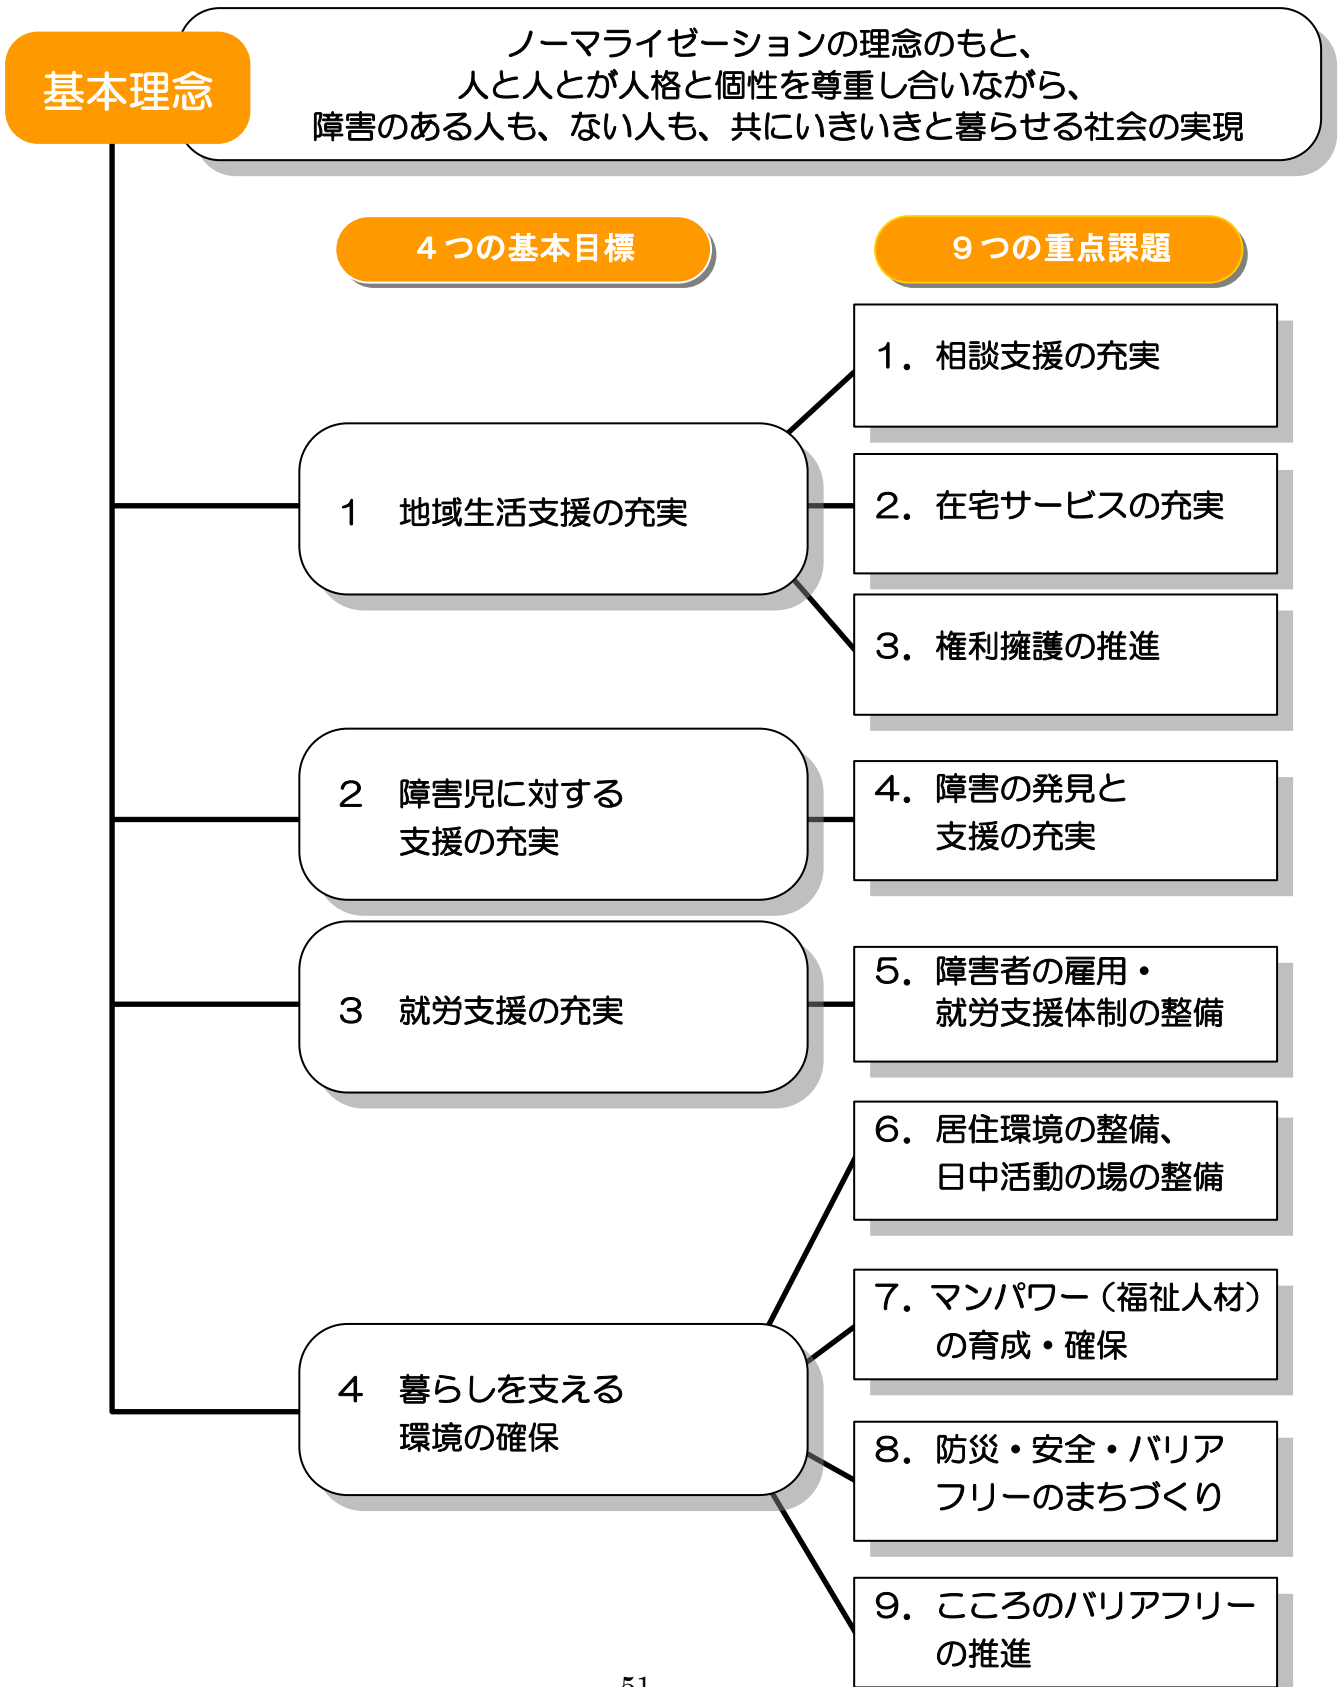 基本理念
ノーマライゼーションの理念のもと、
人と人とが人格と個性を尊重し合いながら、
障害のある人も、ない人も、共にいきいきと暮らせる社会の実現
４つの基本目標
９つの重点課題
１　地域生活支援の充実
１．相談支援の充実
２．在宅サービスの充実
３．権利擁護の推進
２　障害児に対する
支援の充実
４．障害の発見と
支援の充実
３　就労支援の充実
５．障害者の雇用・
就労支援体制の整備
４　暮らしを支える
環境の確保
６．居住環境の整備、
日中活動の場の整備
７．マンパワー（福祉人材）
の育成・確保
８．防災・安全・バリア
フリーのまちづくり
９．こころのバリアフリー
の推進
51